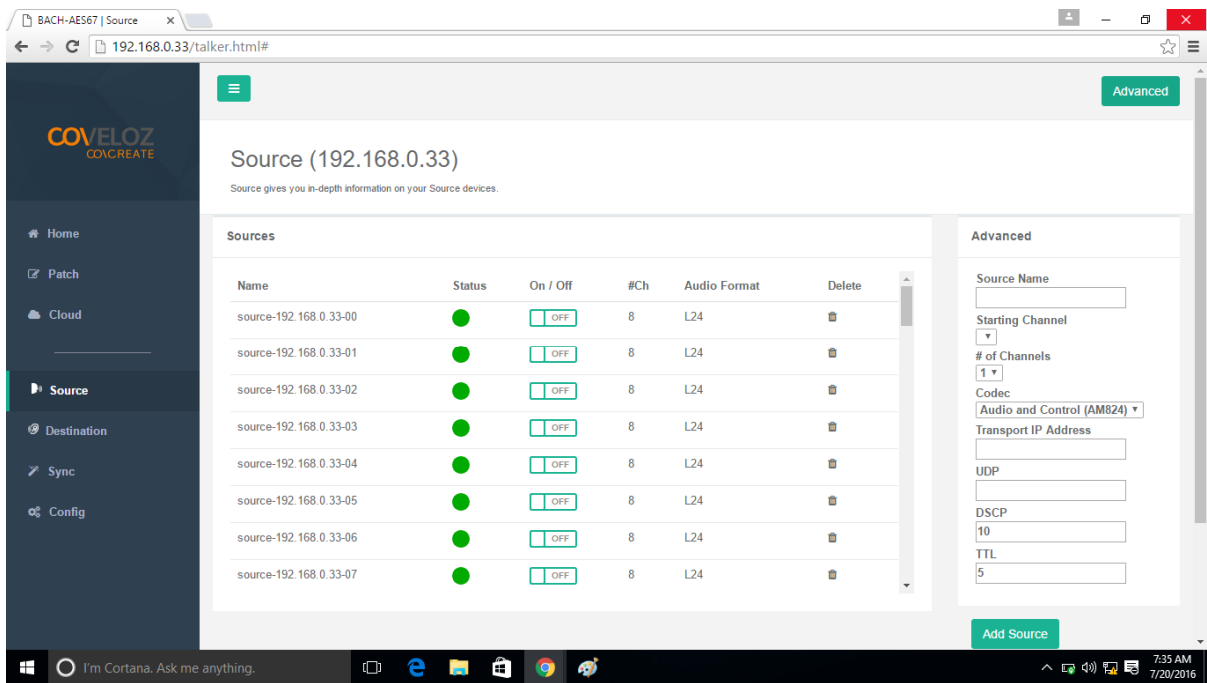 BACH-AES67 | Source
192.168.0.33/talker.html#
Advanced
COVELOZ
CO\CREATE
Source (192.168.0.33)
Source gives you in-depth information on your Source devices.
Home
Patch
Cloud
Source
Destination
Sync
Config
Sources
Name Status On / Off #Ch Audio Format Delete
source-192.168.0.33-00 OFF 8 L24
source-192.168.0.33-01 OFF 8 L24
source-192.168.0.33-02 OFF 8 L24
source-192.168.0.33-03 OFF 8 L24
source-192.168.0.33-04 OFF 8 L24
source-192.168.0.33-05 OFF 8 L24
source-192.168.0.33-06 OFF 8 L24
source-192.168.0.33-07 OFF 8 L24
Advanced
Source Name
Starting Channel
# of Channels
1
Codec
Audio and Control (AM824)
Transport IP Address
UDP
DSCP
10
TTL
5
Add Source
I'm Cortana. Ask me anything.
7:35 AM
7/20/2016